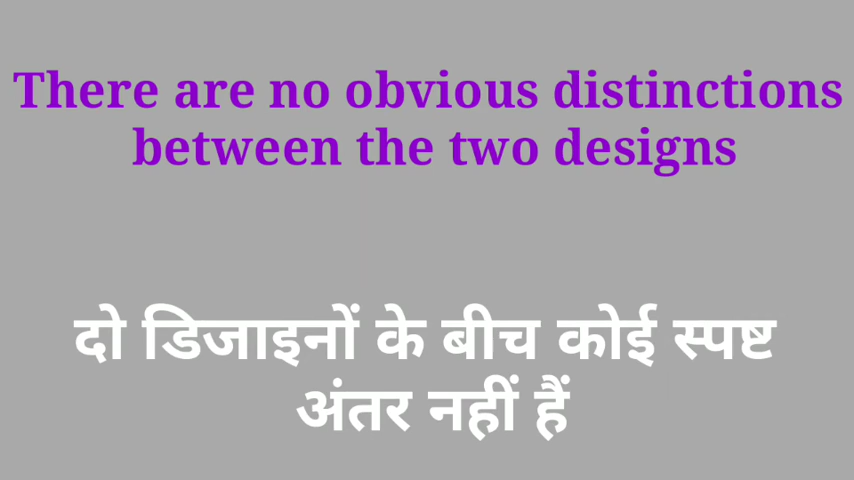 There are no obvious distinctions
between the two designs
दो डिजाइनों के बीच कोई स्पष्ट
अंतर नहीं हैं